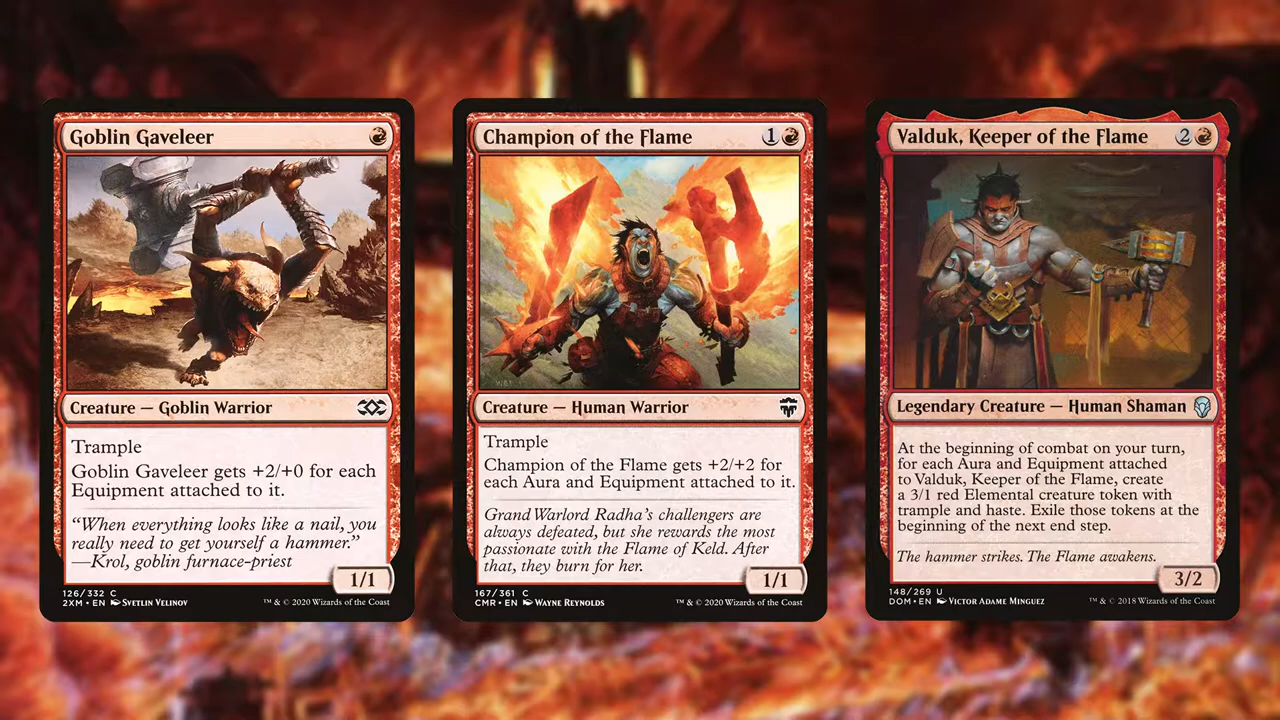 Goblin Gaveleer
Creature — Goblin Warrior
Trample
Goblin Gaveleer gets +2/+0 for each
Equipment attached to it.
“When everything looks like a nail, you
really need to get yourself a hammer.”
—Krol, goblin furnace-priest
1/1
126/332 C
2XM • EN Svetlin Velinov
™ & © 2020 Wizards of the Coast
Champion of the Flame
1
Creature — Human Warrior
Trample
Champion of the Flame gets +2/+2 for
each Aura and Equipment attached to it.
Grand Warlord Radha’s challengers are
always defeated, but she rewards the most
passionate with the Flame of Keld. After
that, they burn for her.
1/1
167/361 C
CMR • EN Wayne Reynolds
™ & © 2020 Wizards of the Coast
Valduk, Keeper of the Flame
2
Legendary Creature — Human Shaman
At the beginning of combat on your turn,
for each Aura and Equipment attached
to Valduk, Keeper of the Flame, create
a 3/1 red Elemental creature token with
trample and haste. Exile those tokens at the
beginning of the next end step.
The hammer strikes. The Flame awakens.
3/2
148/269 U
DOM • EN Victor Adame Minguez
™ & © 2018 Wizards of the Coast